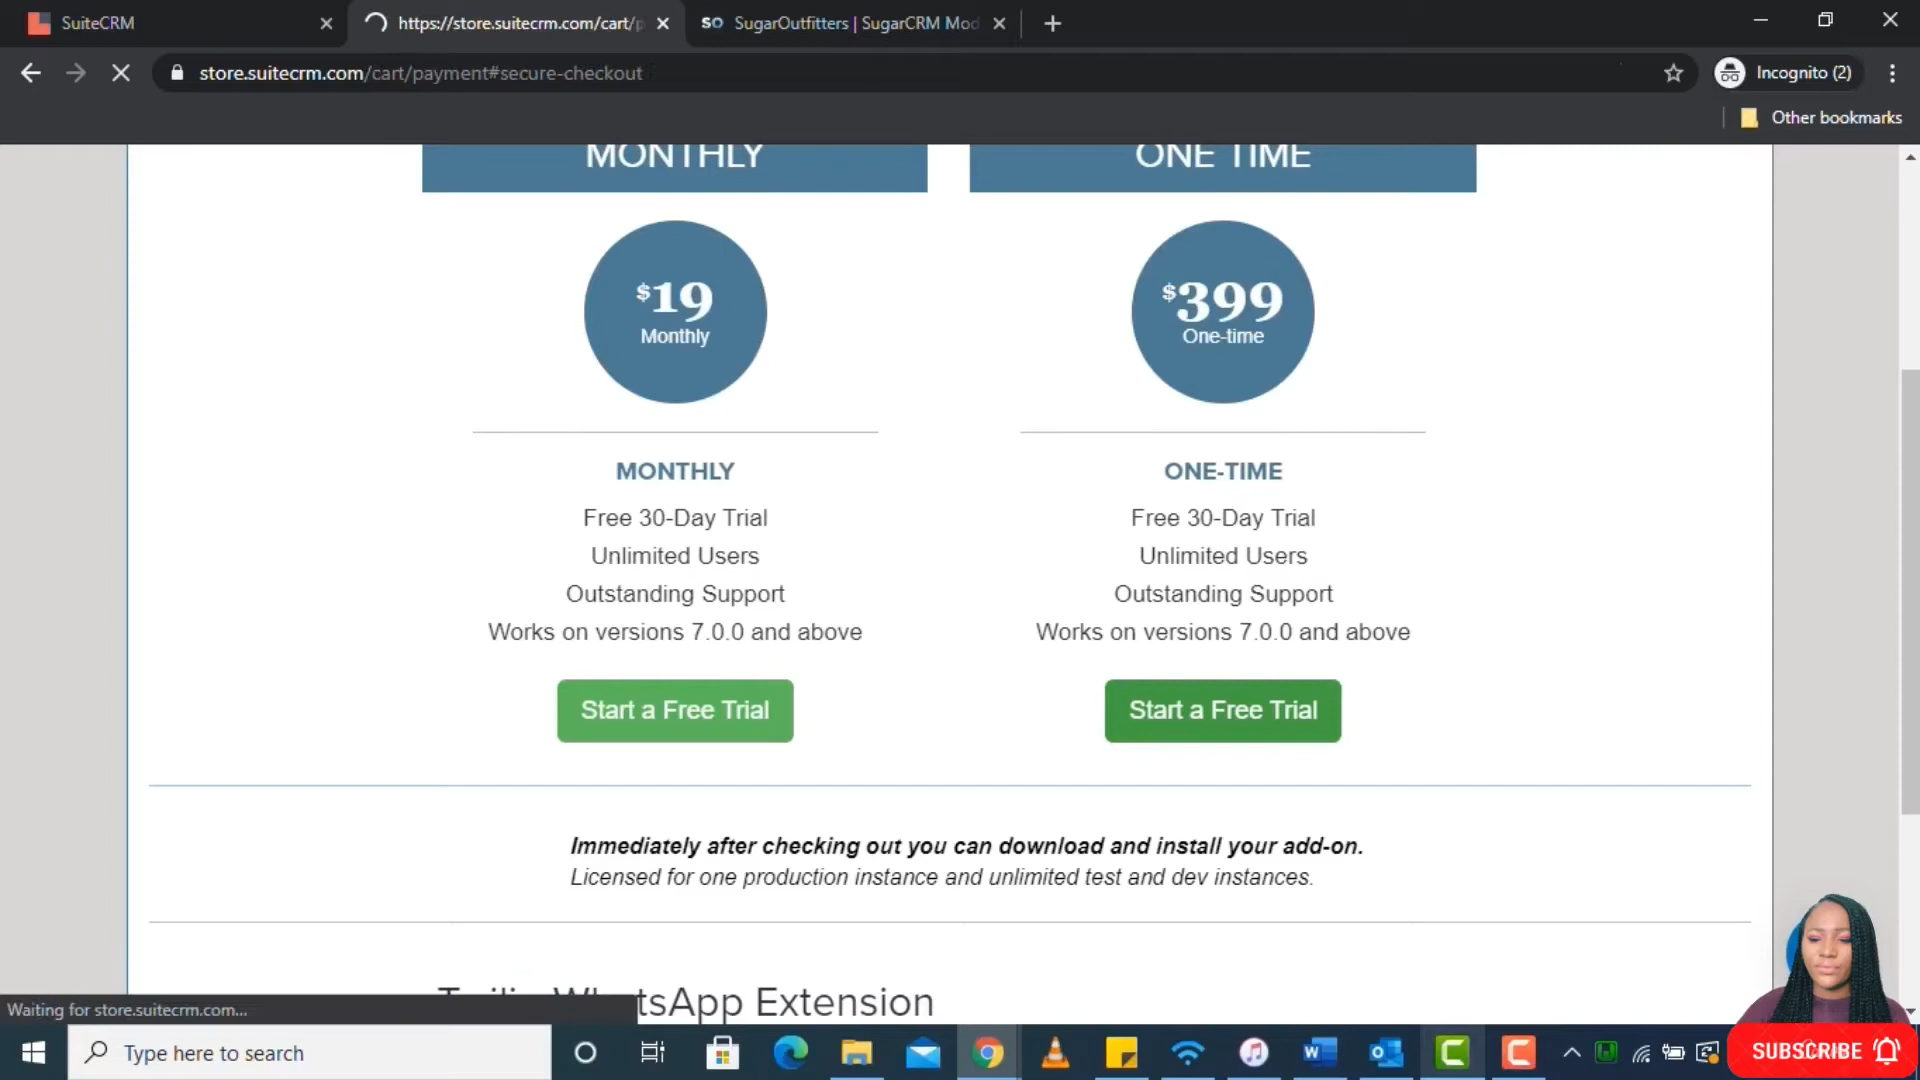 SuiteCRM
https://store.suitecrm.com/cart/p
SO SugarOutfitters | SugarCRM Mod
store.suitecrm.com/cart/payment#secure-checkout
Incognito (2)
Other bookmarks
MONTHLY
ONE TIME
$19
Monthly
$399
One-time
MONTHLY
Free 30-Day Trial
Unlimited Users
Outstanding Support
Works on versions 7.0.0 and above
Start a Free Trial
ONE-TIME
Free 30-Day Trial
Unlimited Users
Outstanding Support
Works on versions 7.0.0 and above
Start a Free Trial
Immediately after checking out you can download and install your add-on.
Licensed for one production instance and unlimited test and dev instances.
Twilio WhatsApp Extension
Waiting for store.suitecrm.com...
Type here to search
SUBSCRIBE